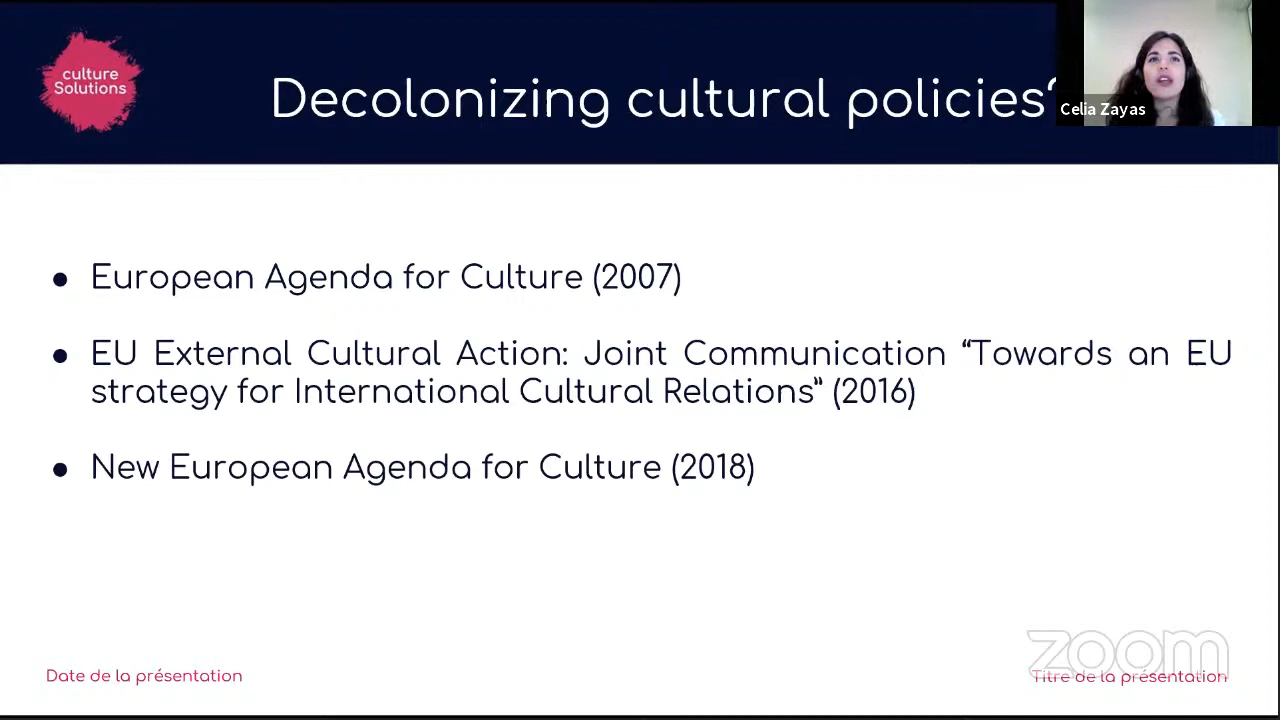 culture
Solutions
Decolonizing cultural policies?
Celia Zayas
● European Agenda for Culture (2007)
● EU External Cultural Action: Joint Communication “Towards an EU
strategy for International Cultural Relations” (2016)
● New European Agenda for Culture (2018)
zoom
Date de la présentation
Titre de la présentation